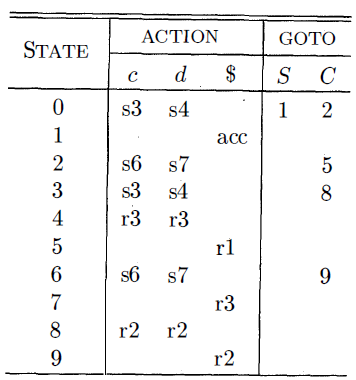 STATE ACTION GOTO
c d $ S C
0 s3 s4 1 2
1 acc
2 s6 s7 5
3 s3 s4 8
4 r3 r3
5 r1
6 s6 s7 9
7 r3
8 r2 r2
9 r2